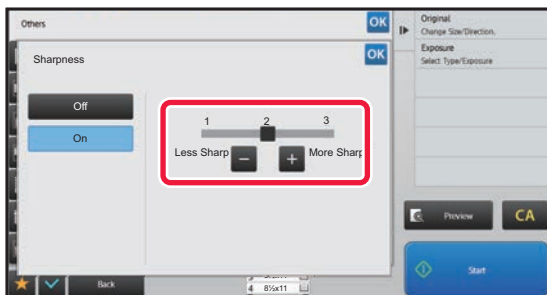 Others
OK
Original
Change Size/Direction.
Sharpness
OK
Exposure
Select Type/Exposure
Off
On
1 2 3
Less Sharp − + More Sharp
Preview
CA
Back
4 8½x11
Start